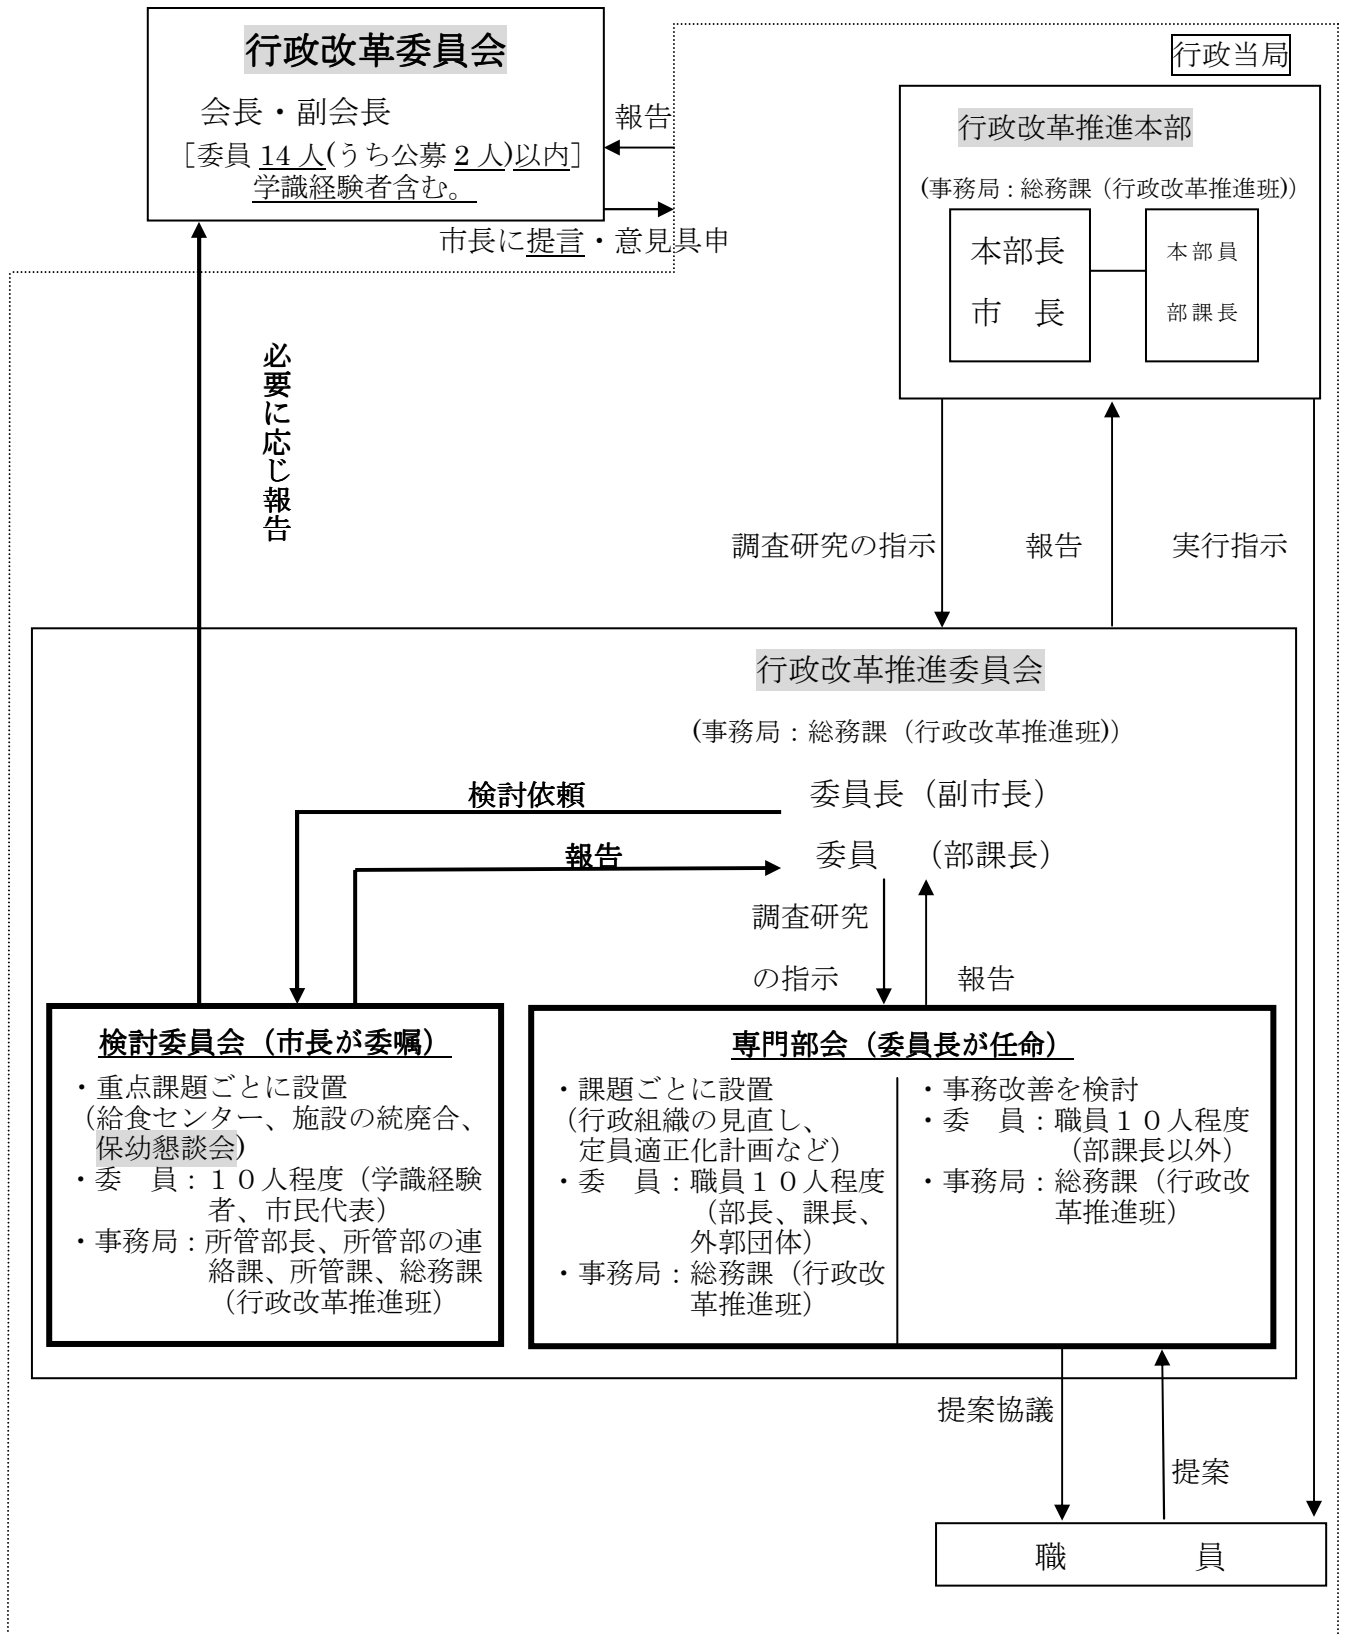 行政改革委員会
会長・副会長
［委員 14 人(うち公募 2 人)以内］
学識経験者含む。
報告
市長に提言・意見具申
行政当局
行政改革推進本部
(事務局：総務課（行政改革推進班)）
本部長
市　長
本部員
部課長
必要に応じ報告
調査研究の指示
報告
実行指示
行政改革推進委員会
(事務局：総務課（行政改革推進班)）
検討依頼
委員長（副市長）
報告
委員　（部課長）
調査研究
の指示
報告
検討委員会（市長が委嘱）
・重点課題ごとに設置
（給食センター、施設の統廃合、
保幼懇談会)
・委　員：１０人程度（学識経験
者、市民代表）
・事務局：所管部長、所管部の連
絡課、所管課、総務課
（行政改革推進班）
専門部会（委員長が任命）
・課題ごとに設置
（行政組織の見直し、
定員適正化計画など）
・委　員：職員１０人程度
（部長、課長、
外郭団体）
・事務局：総務課（行政改
革推進班）
・事務改善を検討
・委　員：職員１０人程度
（部課長以外）
・事務局：総務課（行政改
革推進班）
提案協議
提案
職　員